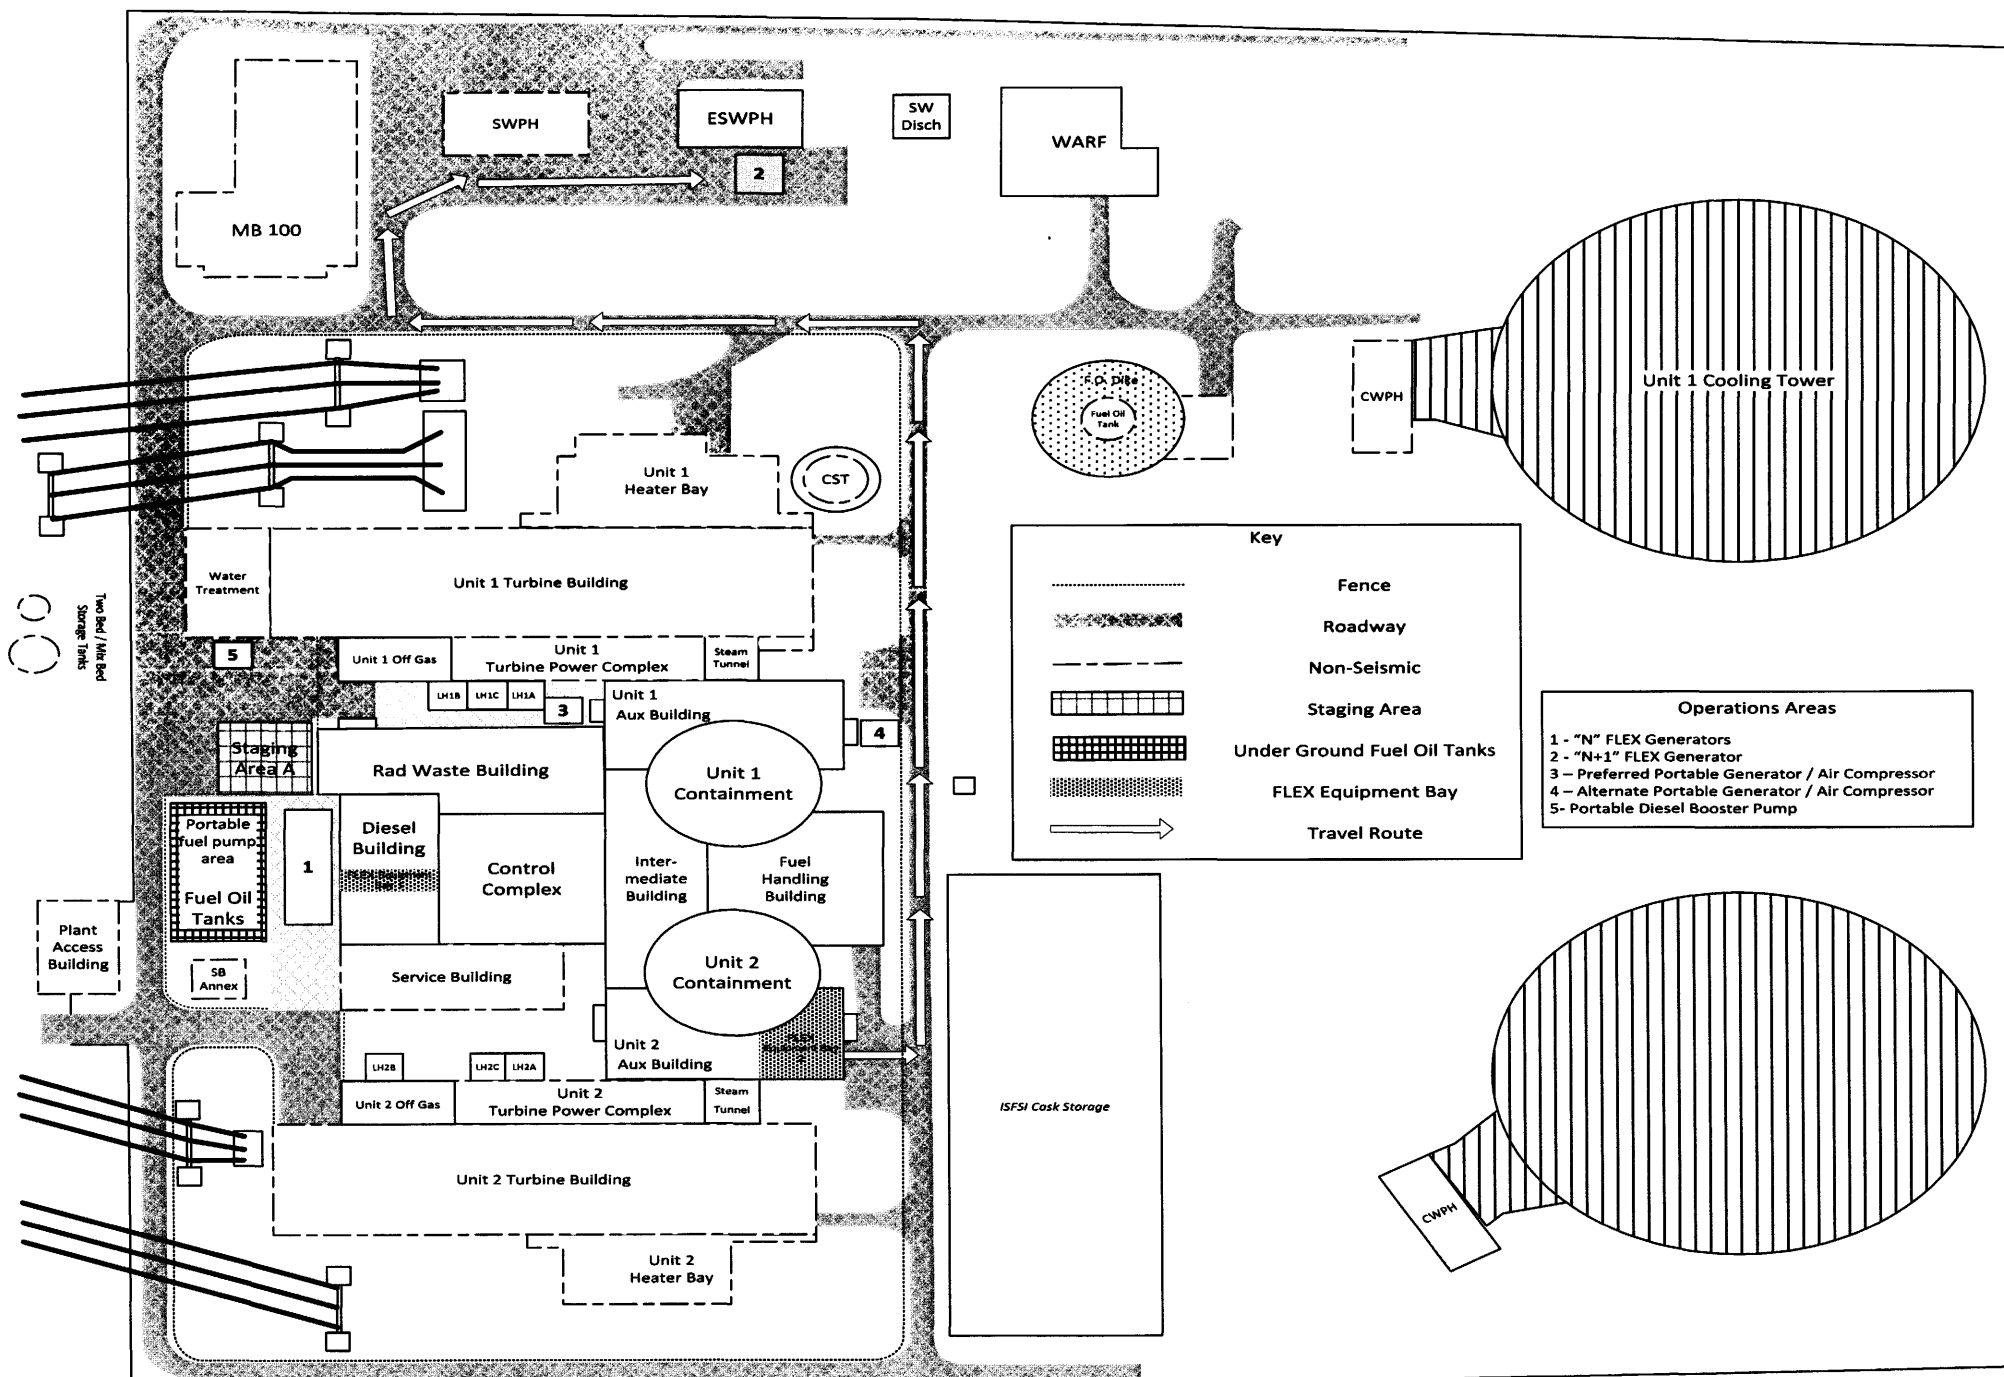 SWPH
ESWPH
SW
Disch
WARF
2
MB 100
Unit 1 Cooling Tower
CWPH
F.O. Dike
Fuel Oil
Tank
Unit 1
Heater Bay
CST
Key
Fence
Roadway
Non-Seismic
Staging Area
Under Ground Fuel Oil Tanks
FLEX Equipment Bay
Travel Route
Water
Treatment
Unit 1 Turbine Building
Two Bed / Mix Bed
Storage Tanks
5
Unit 1 Off Gas
Unit 1
Turbine Power Complex
Steam
Tunnel
LH1B
LH1C
LH1A
3
Unit 1
Aux Building
4
Operations Areas
1 - "N" FLEX Generators
2 - "N+1" FLEX Generator
3 – Preferred Portable Generator / Air Compressor
4 – Alternate Portable Generator / Air Compressor
5- Portable Diesel Booster Pump
Staging
Area A
Rad Waste Building
Unit 1
Containment
Portable
fuel pump
area
Fuel Oil
Tanks
1
Diesel
Building
Control
Complex
Inter-
mediate
Building
Fuel
Handling
Building
Plant
Access
Building
SB
Annex
Service Building
Unit 2
Containment
Unit 2
Aux Building
LH2B
LH2C
LH2A
Unit 2 Off Gas
Unit 2
Turbine Power Complex
Steam
Tunnel
ISFSI Cask Storage
Unit 2 Turbine Building
CWPH
Unit 2
Heater Bay